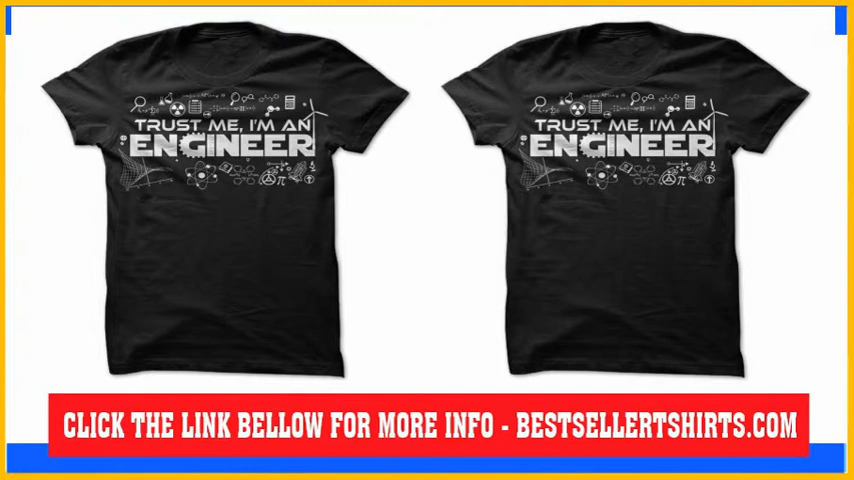 TRUST ME, I'M AN
ENGINEER
TRUST ME, I'M AN
ENGINEER
CLICK THE LINK BELLOW FOR MORE INFO - BESTSELLERTSHIRTS.COM